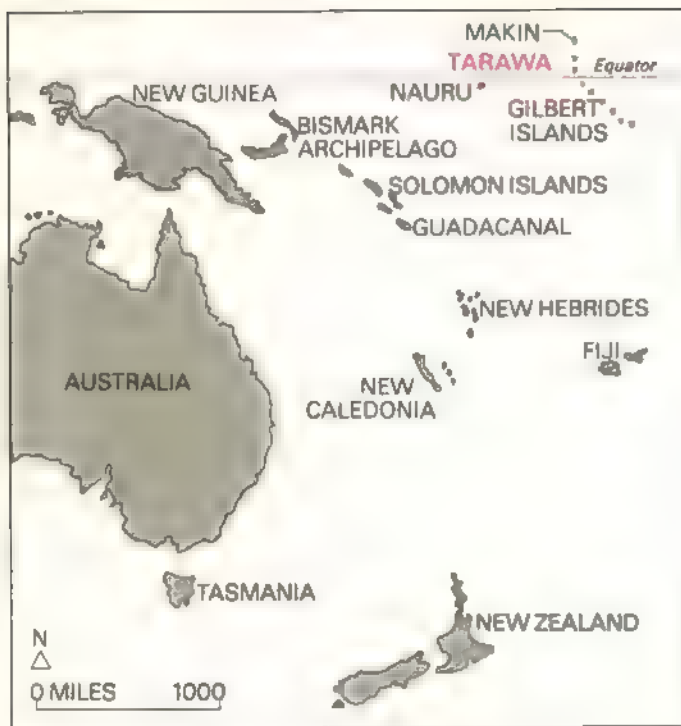 MAKIN
TARAWA
Equator
NEW GUINEA
NAURU
GILBERT
ISLANDS
BISMARK
ARCHIPELAGO
SOLOMON ISLANDS
GUADACANAL
NEW HEBRIDES
FIJI
AUSTRALIA
NEW
CALEDONIA
TASMANIA
NEW ZEALAND
N
0 MILES 1000